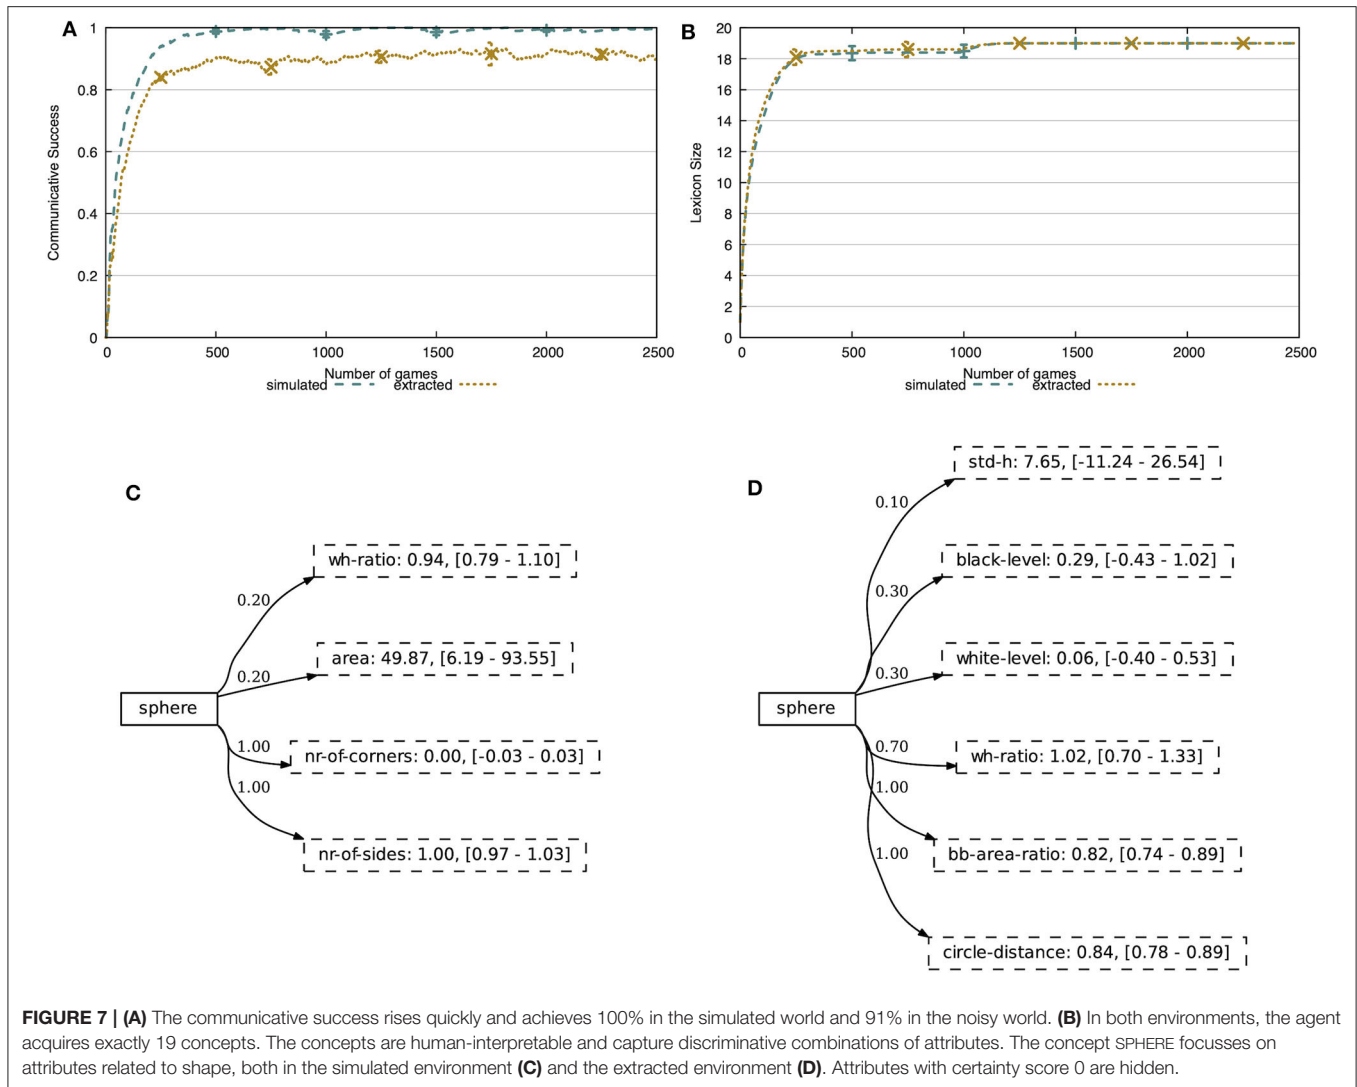 A
Communicative Success
1
0.8
0.6
0.4
0.2
0
0 500 1000 1500 2000 2500
Number of games
simulated extracted
B
Lexicon Size
20
18
16
14
12
10
8
6
4
2
0
0 500 1000 1500 2000 2500
Number of games
simulated extracted
C
sphere
0.20
wh-ratio: 0.94, [0.79 - 1.10]
0.20
area: 49.87, [6.19 - 93.55]
1.00
nr-of-corners: 0.00, [-0.03 - 0.03]
1.00
nr-of-sides: 1.00, [0.97 - 1.03]
D
sphere
0.10
std-h: 7.65, [-11.24 - 26.54]
0.30
black-level: 0.29, [-0.43 - 1.02]
0.30
white-level: 0.06, [-0.40 - 0.53]
0.70
wh-ratio: 1.02, [0.70 - 1.33]
1.00
bb-area-ratio: 0.82, [0.74 - 0.89]
1.00
circle-distance: 0.84, [0.78 - 0.89]
FIGURE 7 | (A) The communicative success rises quickly and achieves 100% in the simulated world and 91% in the noisy world. (B) In both environments, the agent
acquires exactly 19 concepts. The concepts are human-interpretable and capture discriminative combinations of attributes. The concept SPHERE focusses on
attributes related to shape, both in the simulated environment (C) and the extracted environment (D). Attributes with certainty score 0 are hidden.